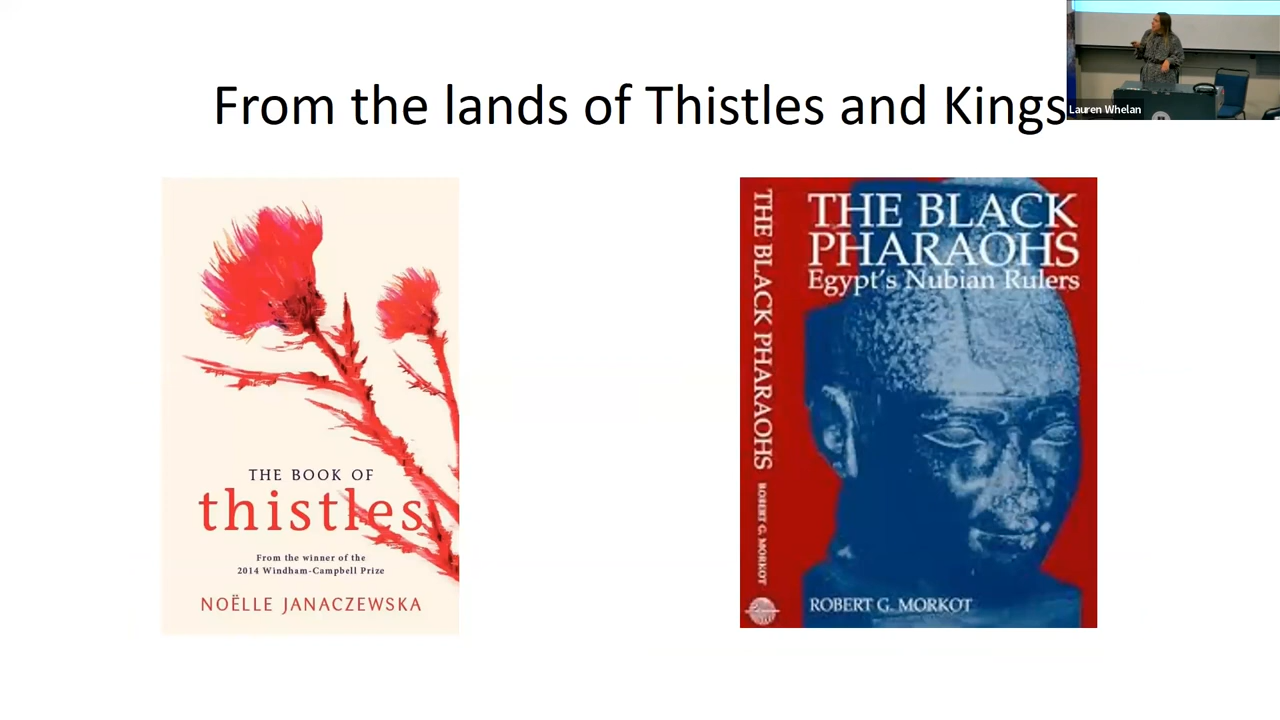 From the lands of Thistles and Kings
Lauren Whelan
THE BOOK OF
thistles
From the winner of the
2014 Windham-Campbell Prize
NOËLLE JANACZEWSKA
THE BLACK PHARAOHS
ROBERT G. MORKOT
THE BLACK
PHARAOHS
Egypt's Nubian Rulers
ROBERT G. MORKOT